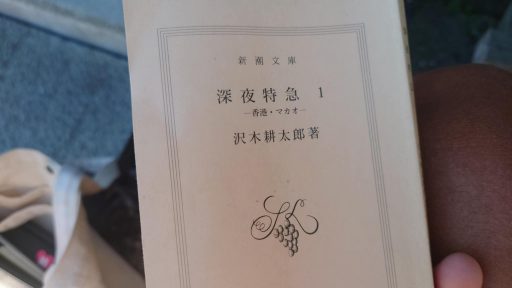 新潮文庫
深夜特急 1
―香港・マカオ―
沢木耕太郎著